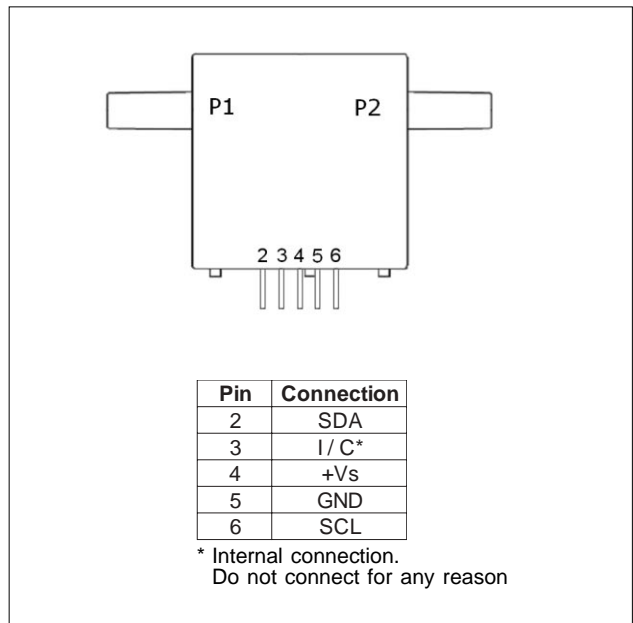 P1 P2
2 3 4 5 6
Pin Connection
2 SDA
3 I / C*
4 +Vs
5 GND
6 SCL
* Internal connection.
Do not connect for any reason